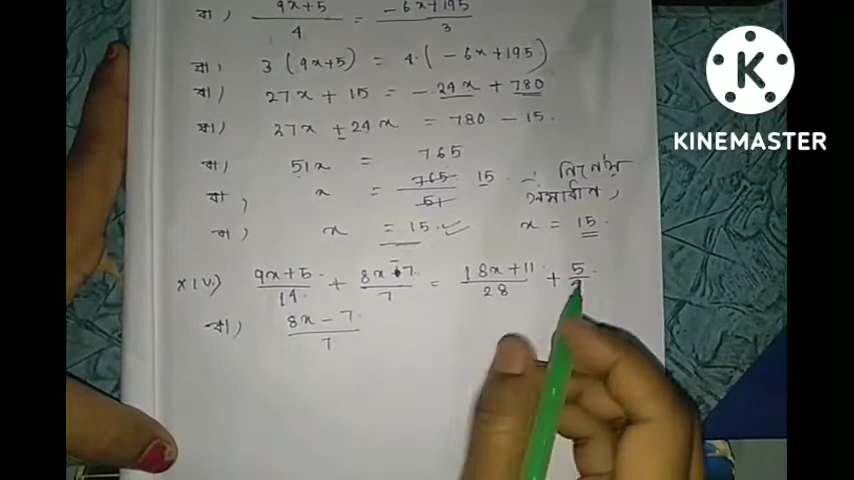 বা, 9x+5/4 = -6x+195/3
বা, 3(9x+5) = 4·(-6x+195)
বা, 27x + 15 = -24x + 780
বা, 27x + 24x = 780 - 15.
বা, 51x = 765
বা, x = 765/51 15 ∴ নির্ণেয় সমাধান,
বা, x = 15. ✓ x = 15
xiv) 9x+5/14 + 8x-7/7 = 18x+11/28 + 5/
বা, 8x-7/7
K
KINEMASTER